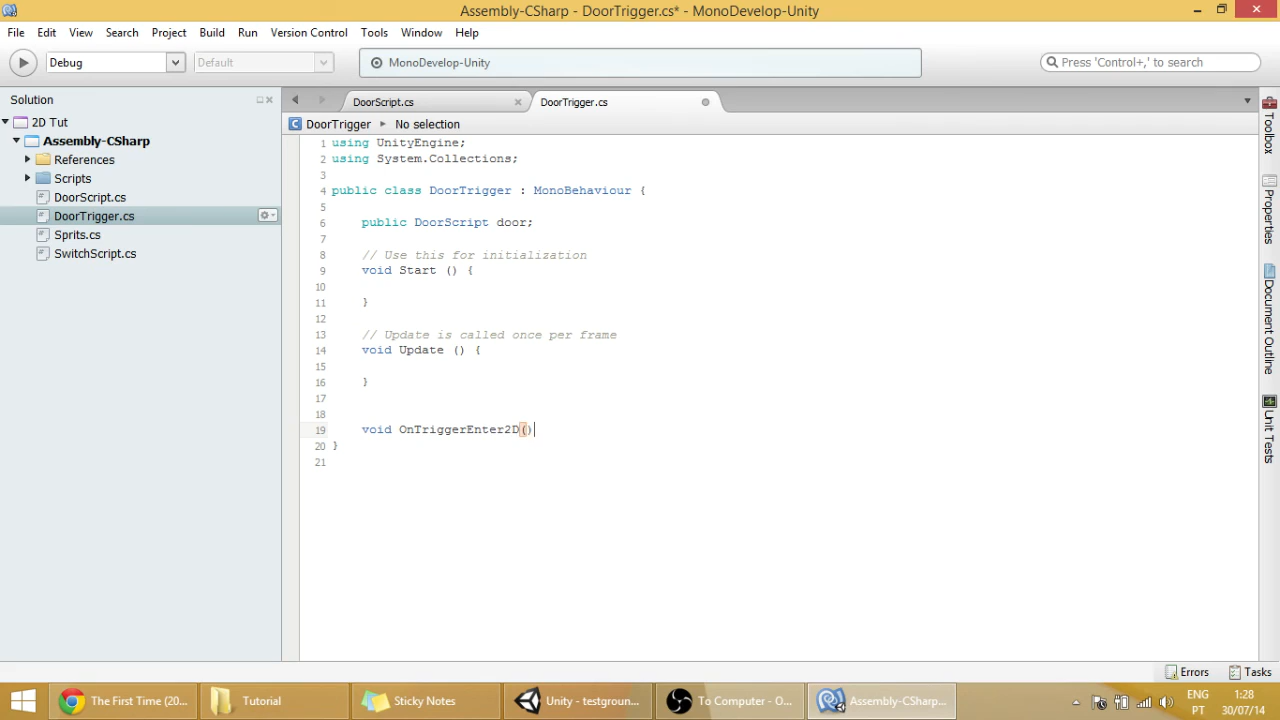 Assembly-CSharp - DoorTrigger.cs* - MonoDevelop-Unity
File Edit View Search Project Build Run Version Control Tools Window Help
Debug Default MonoDevelop-Unity Press 'Control+,' to search
Solution DoorScript.cs DoorTrigger.cs
2D Tut DoorTrigger No selection
Assembly-CSharp
References
Scripts
DoorScript.cs
DoorTrigger.cs
Sprits.cs
SwitchScript.cs
1 using UnityEngine;
2 using System.Collections;
3
4 public class DoorTrigger : MonoBehaviour {
5
6 public DoorScript door;
7
8 // Use this for initialization
9 void Start () {
10
11 }
12
13 // Update is called once per frame
14 void Update () {
15
16 }
17
18
19 void OnTriggerEnter2D()
20 }
21
Toolbox
Properties
Document Outline
Unit Tests
Errors Tasks
The First Time (20... Tutorial Sticky Notes Unity - testgroun... To Computer - O... Assembly-CSharp... ENG 1:28
PT 30/07/14